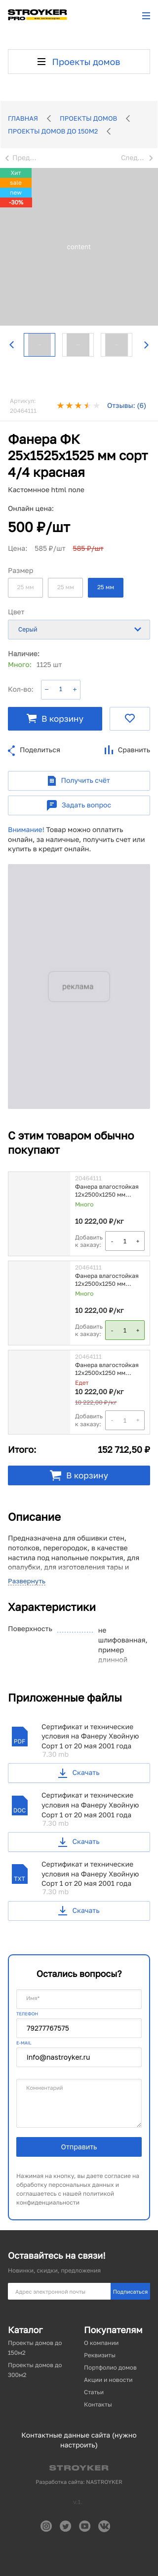 STROYKER
PRO
Проекты домов
ГЛАВНАЯ
ПРОЕКТЫ ДОМОВ
ПРОЕКТЫ ДОМОВ ДО 150М2
Пред...
След...
Хит
sale
new
-30%
content
Артикул:
20464111
Отзывы: (6)
Фанера ФК
25х1525х1525 мм сорт
4/4 красная
Кастомнное html поле
Онлайн цена:
500 ₽/шт
Цена: 585 ₽/шт 585 ₽/шт
Размер
25 мм
25 мм
25 мм
Цвет
Серый
Наличие:
Много: 1125 шт
Кол-во:
− 1 +
В корзину
Поделиться
Сравнить
Получить счёт
Задать вопрос
Внимание! Товар можно оплатить
онлайн, за наличные, получить счет или
купить в кредит онлайн.
реклама
С этим товаром обычно
покупают
20464111
Фанера влагостойкая
12х2500х1250 мм...
Много
10 222,00 ₽/кг
Добавить
к заказу:
- 1 +
20464111
Фанера влагостойкая
12х2500х1250 мм...
Много
10 222,00 ₽/кг
Добавить
к заказу:
- 1 +
20464111
Фанера влагостойкая
12х2500х1250 мм...
Едет
10 222,00 ₽/кг
10 222,00 ₽/кг
Добавить
к заказу:
- 1 +
Итого:
152 712,50 ₽
В корзину
Описание
Предназначена для обшивки стен,
потолков, перегородок, в качестве
настила под напольные покрытия, для
опалубки, для изготовления тары и
Развернуть
Характеристики
Поверхность
не
шлифованная,
пример
длинной
Приложенные файлы
PDF
Сертификат и технические
условия на Фанеру Хвойную
Сорт 1 от 20 мая 2001 года
7.30 mb
Скачать
DOC
Сертификат и технические
условия на Фанеру Хвойную
Сорт 1 от 20 мая 2001 года
7.30 mb
Скачать
TXT
Сертификат и технические
условия на Фанеру Хвойную
Сорт 1 от 20 мая 2001 года
7.30 mb
Скачать
Остались вопросы?
Имя*
ТЕЛЕФОН
79277767575
E-MAIL
info@nastroyker.ru
Комментарий
Отправить
Нажимая на кнопку, вы даете согласие на
обработку персональных данных и
соглашаетесь с нашей политикой
конфиденциальности
Оставайтесь на связи!
Новинки, скидки, предложения
Адрес электронной почты
Подписаться
Каталог
Проекты домов до
150м2
Проекты домов до
300м2
Покупателям
О компании
Реквизиты
Портфолио домов
Акции и новости
Статьи
Контакты
Контактные данные сайта (нужно
настроить)
STROYKER
Разработка сайта: NASTROYKER